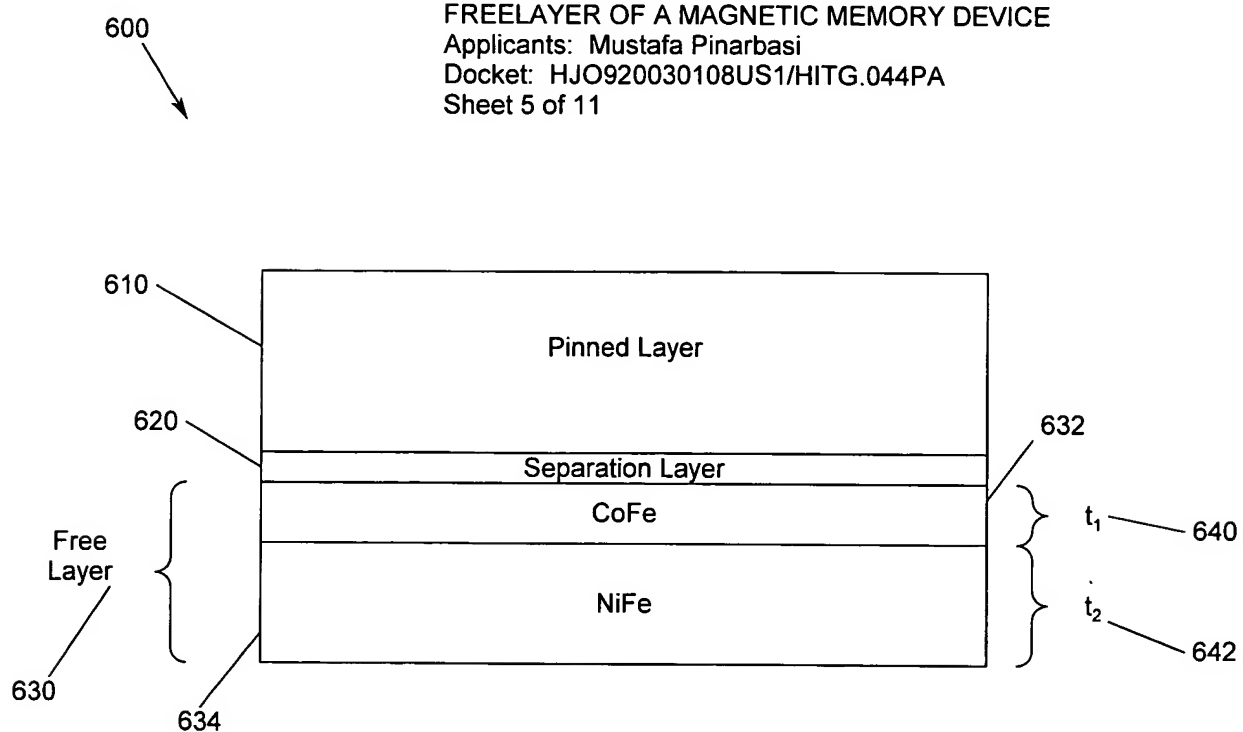 FREELAYER OF A MAGNETIC MEMORY DEVICE
Applicants: Mustafa Pinarbasi
Docket: HJO920030108US1/HITG.044PA
Sheet 5 of 11
600
610
Pinned Layer
620
632
Separation Layer
CoFe
t₁
640
Free
Layer
NiFe
t₂
642
630
634